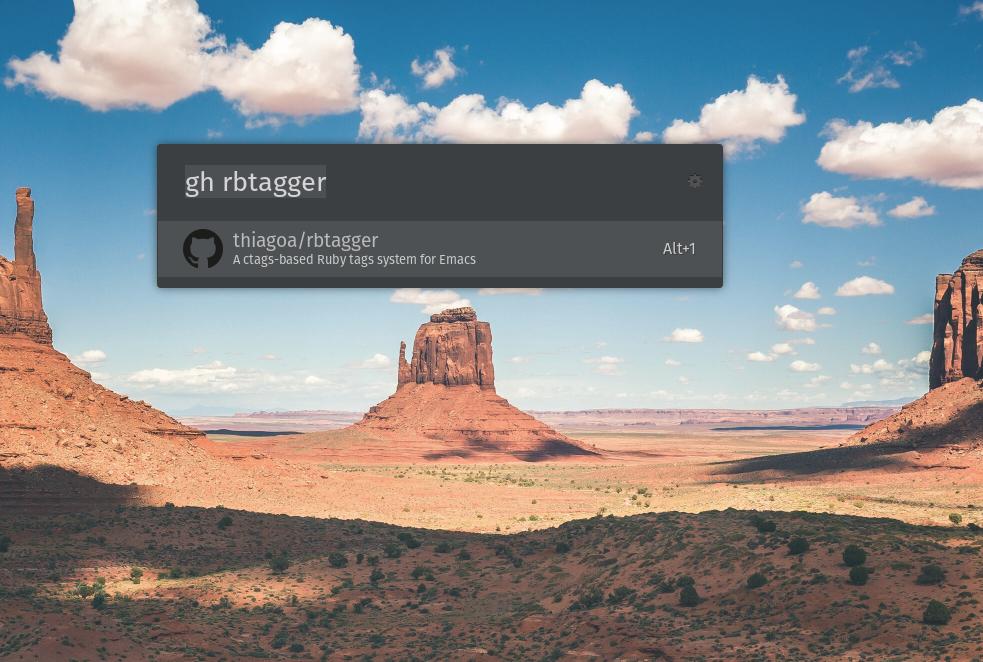 gh rbtagger
thiagoa/rbtagger
A ctags-based Ruby tags system for Emacs
Alt+1